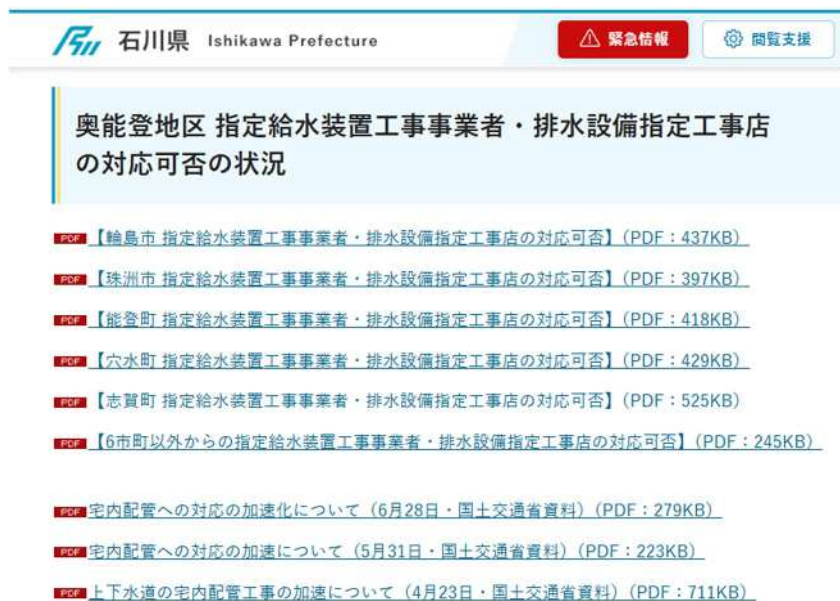 石川県 Ishikawa Prefecture
緊急情報
閲覧支援
奥能登地区 指定給水装置工事事業者・排水設備指定工事店
の対応可否の状況
PDF 【輪島市 指定給水装置工事事業者・排水設備指定工事店の対応可否】(PDF:437KB)
PDF 【珠洲市 指定給水装置工事事業者・排水設備指定工事店の対応可否】(PDF:397KB)
PDF 【能登町 指定給水装置工事事業者・排水設備指定工事店の対応可否】(PDF:418KB)
PDF 【穴水町 指定給水装置工事事業者・排水設備指定工事店の対応可否】(PDF:429KB)
PDF 【志賀町 指定給水装置工事事業者・排水設備指定工事店の対応可否】(PDF:525KB)
PDF 【6市町以外からの指定給水装置工事事業者・排水設備指定工事店の対応可否】(PDF:245KB)
PDF 宅内配管への対応の加速化について(6月28日・国土交通省資料)(PDF:279KB)
PDF 宅内配管への対応の加速について(5月31日・国土交通省資料)(PDF:223KB)
PDF 上下水道の宅内配管工事の加速について(4月23日・国土交通省資料)(PDF:711KB)